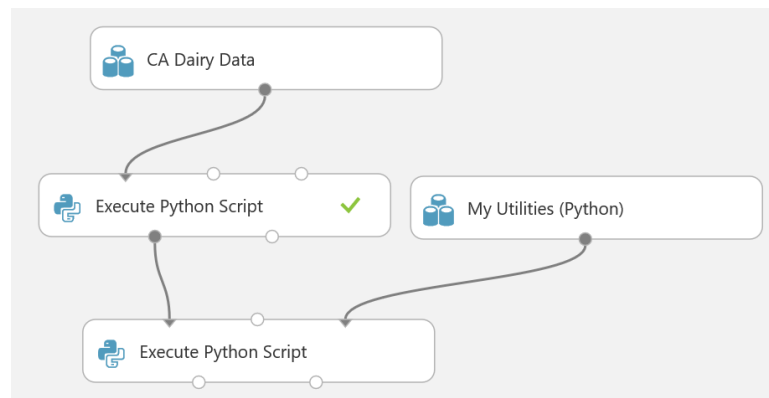 CA Dairy Data
Execute Python Script
My Utilities (Python)
Execute Python Script